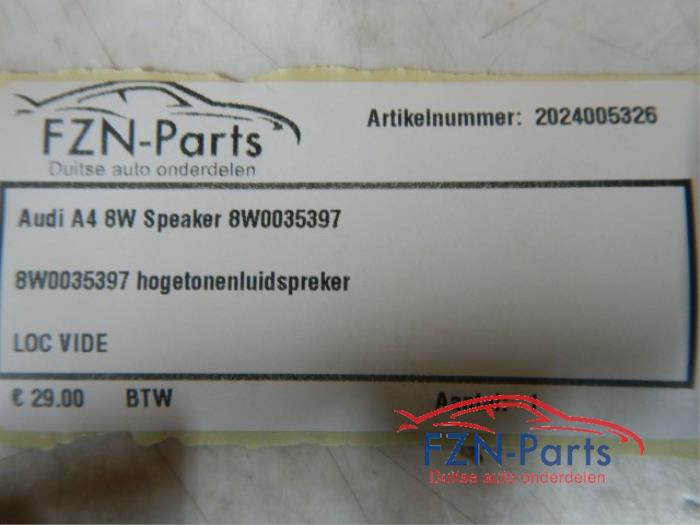 FZN-Parts
Duitse auto onderdelen
Artikelnummer: 2024005326
Audi A4 8W Speaker 8W0035397
8W0035397 hogetonenluidspreker
LOC VIDE
€ 29.00 BTW
FZN-Parts
Duitse auto onderdelen